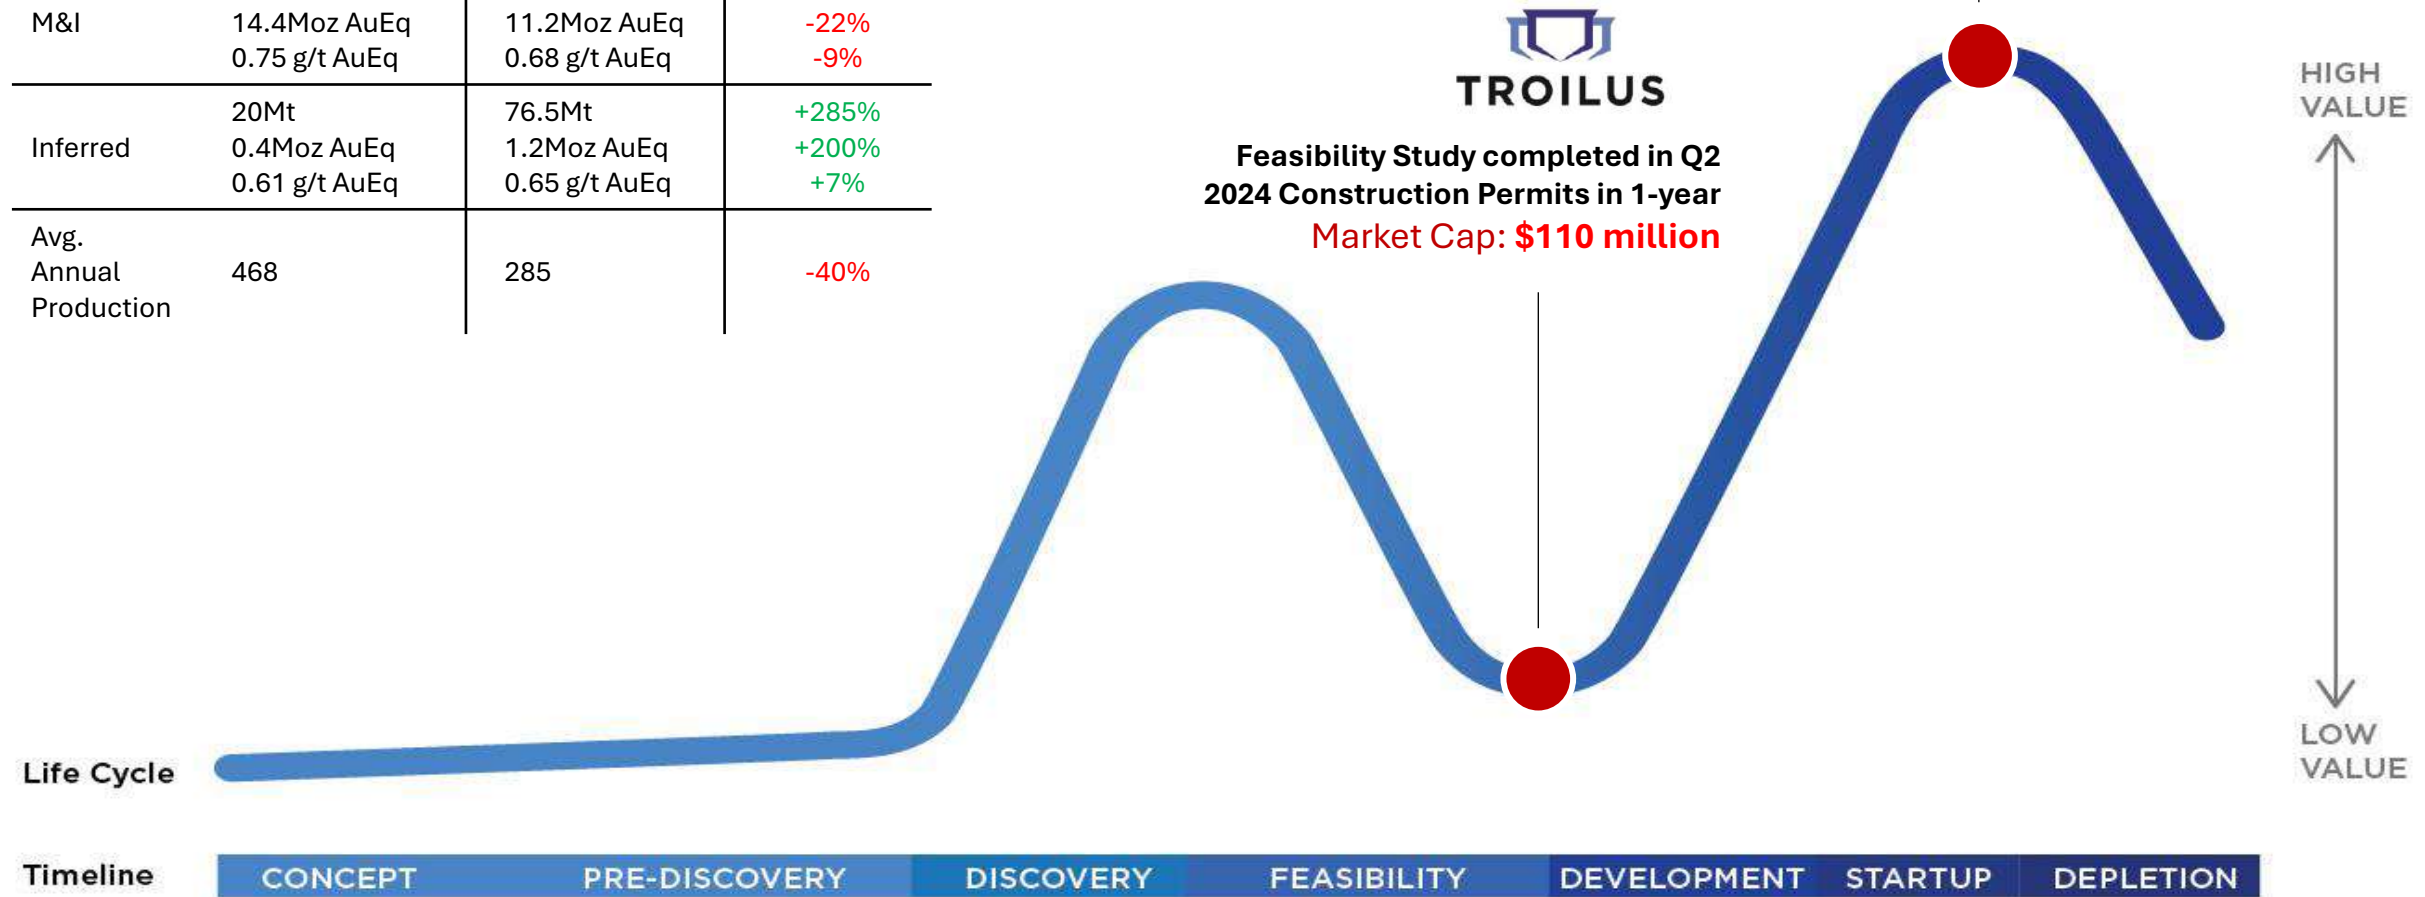 M&I 14.4Moz AuEq 11.2Moz AuEq -22%
0.75 g/t AuEq 0.68 g/t AuEq -9%
20Mt 76.5Mt +285%
Inferred 0.4Moz AuEq 1.2Moz AuEq +200%
0.61 g/t AuEq 0.65 g/t AuEq +7%
Avg.
Annual 468 285 -40%
Production
TROILUS
Feasibility Study completed in Q2
2024 Construction Permits in 1-year
Market Cap: $110 million
HIGH
VALUE
LOW
VALUE
Life Cycle
Timeline CONCEPT PRE-DISCOVERY DISCOVERY FEASIBILITY DEVELOPMENT STARTUP DEPLETION